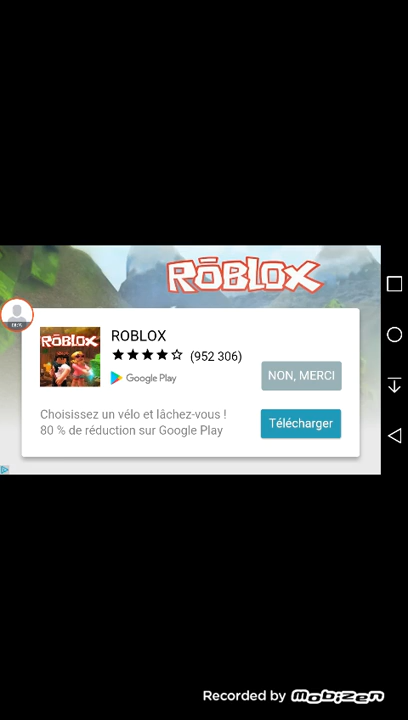 ROBLOX
ROBLOX
ROBLOX
(952 306)
Google Play
NON, MERCI
Choisissez un vélo et lâchez-vous !
80 % de réduction sur Google Play
Télécharger
Recorded by Mobizen